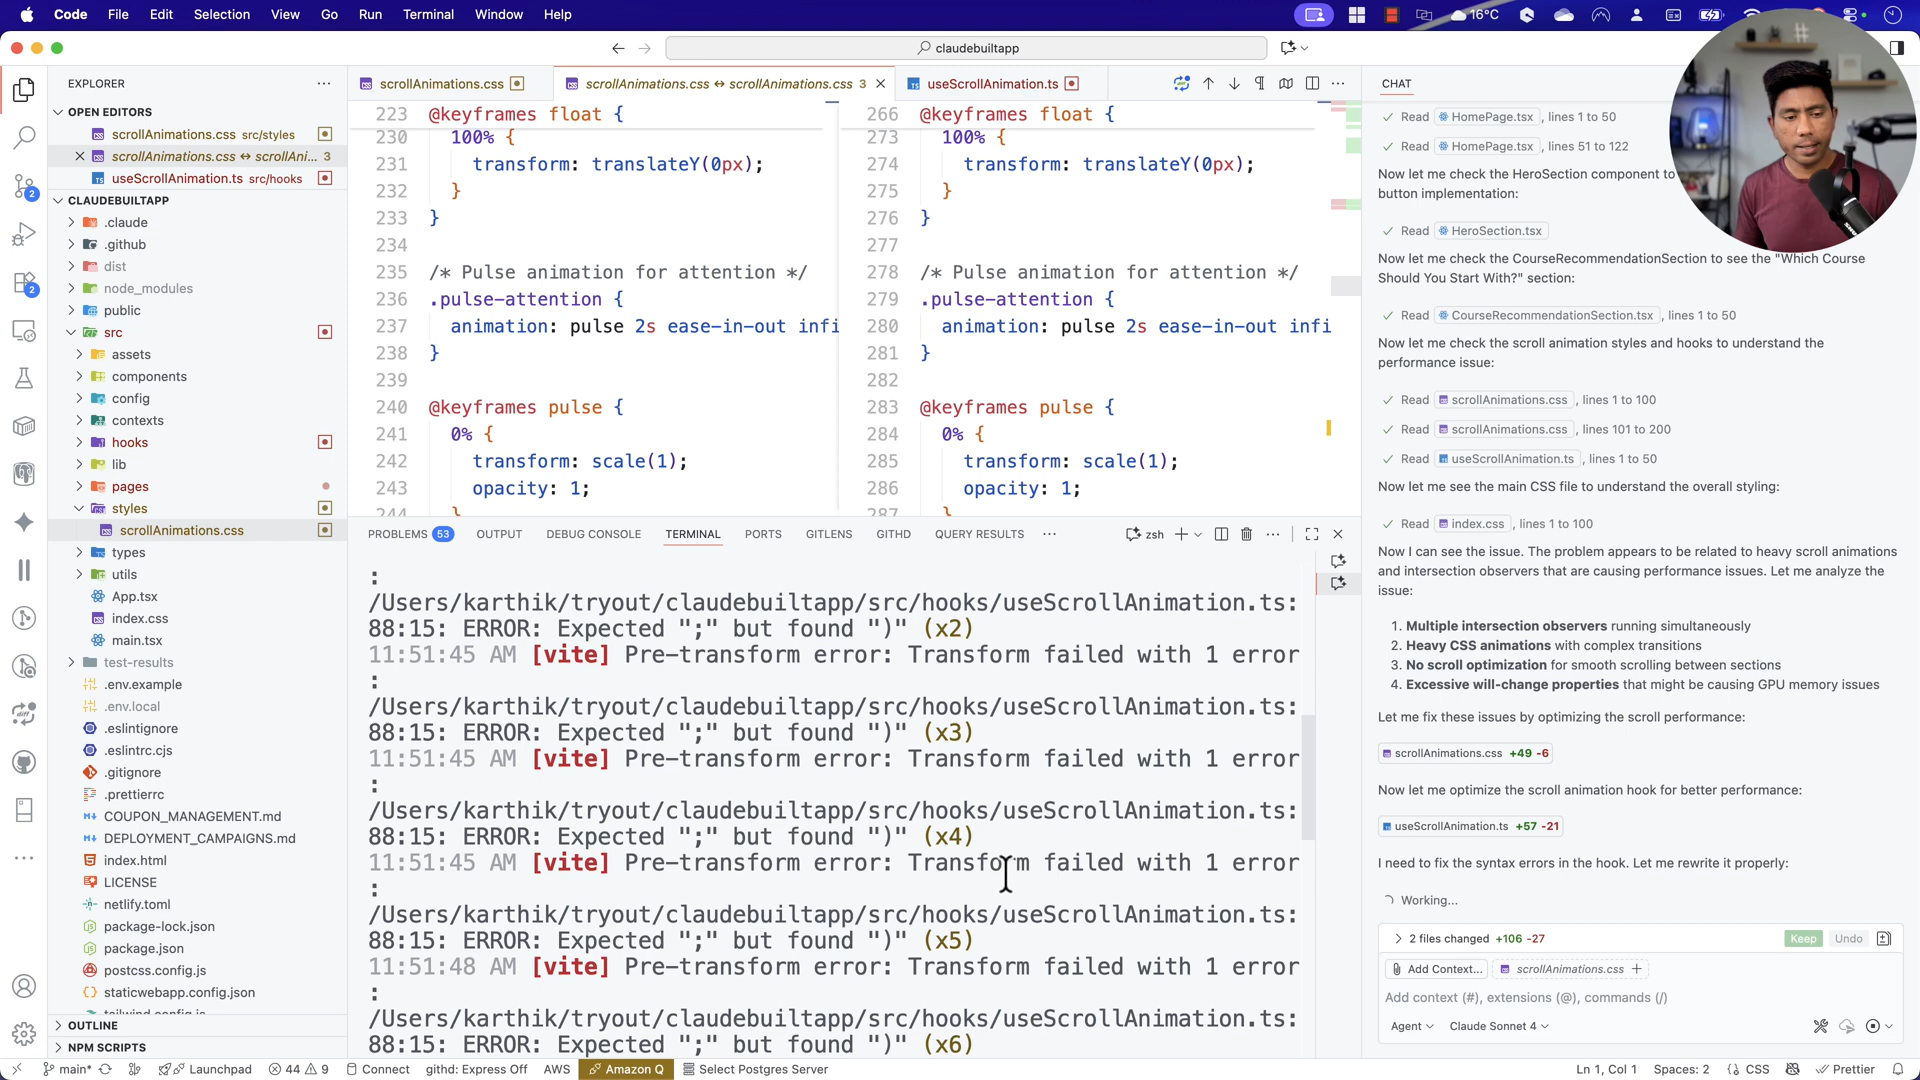 Code File Edit Selection View Go Run Terminal Window Help
16°C
claudebuiltapp
EXPLORER
OPEN EDITORS
scrollAnimations.css src/styles
scrollAnimations.css ↔ scrollAni... 3
useScrollAnimation.ts src/hooks
CLAUDEBUILTAPP
.claude
.github
dist
node_modules
public
src
assets
components
config
contexts
hooks
lib
pages
styles
scrollAnimations.css
types
utils
App.tsx
index.css
main.tsx
test-results
.env.example
.env.local
.eslintignore
.eslintrc.cjs
.gitignore
.prettierrc
COUPON_MANAGEMENT.md
DEPLOYMENT_CAMPAIGNS.md
index.html
LICENSE
netlify.toml
package-lock.json
package.json
postcss.config.js
staticwebapp.config.json
tailwind.config.js
OUTLINE
NPM SCRIPTS
2
2
scrollAnimations.css
scrollAnimations.css ↔ scrollAnimations.css 3
useScrollAnimation.ts
223 @keyframes float {
230 100% {
231 transform: translateY(0px);
232 }
233 }
234
235 /* Pulse animation for attention */
236 .pulse-attention {
237 animation: pulse 2s ease-in-out infi
238 }
239
240 @keyframes pulse {
241 0% {
242 transform: scale(1);
243 opacity: 1;
244 }
266 @keyframes float {
273 100% {
274 transform: translateY(0px);
275 }
276 }
277
278 /* Pulse animation for attention */
279 .pulse-attention {
280 animation: pulse 2s ease-in-out infi
281 }
282
283 @keyframes pulse {
284 0% {
285 transform: scale(1);
286 opacity: 1;
287 }
PROBLEMS 53 OUTPUT DEBUG CONSOLE TERMINAL PORTS GITLENS GITHD QUERY RESULTS
zsh
:
/Users/karthik/tryout/claudebuiltapp/src/hooks/useScrollAnimation.ts:
88:15: ERROR: Expected ";" but found ")" (x2)
11:51:45 AM [vite] Pre-transform error: Transform failed with 1 error
:
/Users/karthik/tryout/claudebuiltapp/src/hooks/useScrollAnimation.ts:
88:15: ERROR: Expected ";" but found ")" (x3)
11:51:45 AM [vite] Pre-transform error: Transform failed with 1 error
:
/Users/karthik/tryout/claudebuiltapp/src/hooks/useScrollAnimation.ts:
88:15: ERROR: Expected ";" but found ")" (x4)
11:51:45 AM [vite] Pre-transform error: Transform failed with 1 error
:
/Users/karthik/tryout/claudebuiltapp/src/hooks/useScrollAnimation.ts:
88:15: ERROR: Expected ";" but found ")" (x5)
11:51:48 AM [vite] Pre-transform error: Transform failed with 1 error
:
/Users/karthik/tryout/claudebuiltapp/src/hooks/useScrollAnimation.ts:
88:15: ERROR: Expected ";" but found ")" (x6)
CHAT
Read HomePage.tsx , lines 1 to 50
Read HomePage.tsx , lines 51 to 122
Now let me check the HeroSection component to
button implementation:
Read HeroSection.tsx
Now let me check the CourseRecommendationSection to see the "Which Course
Should You Start With?" section:
Read CourseRecommendationSection.tsx , lines 1 to 50
Now let me check the scroll animation styles and hooks to understand the
performance issue:
Read scrollAnimations.css , lines 1 to 100
Read scrollAnimations.css , lines 101 to 200
Read useScrollAnimation.ts , lines 1 to 50
Now let me see the main CSS file to understand the overall styling:
Read index.css , lines 1 to 100
Now I can see the issue. The problem appears to be related to heavy scroll animations
and intersection observers that are causing performance issues. Let me analyze the
issue:
1. Multiple intersection observers running simultaneously
2. Heavy CSS animations with complex transitions
3. No scroll optimization for smooth scrolling between sections
4. Excessive will-change properties that might be causing GPU memory issues
Let me fix these issues by optimizing the scroll performance:
scrollAnimations.css +49 -6
Now let me optimize the scroll animation hook for better performance:
useScrollAnimation.ts +57 -21
I need to fix the syntax errors in the hook. Let me rewrite it properly:
Working...
2 files changed +106 -27 Keep Undo
Add Context... scrollAnimations.css +
Add context (#), extensions (@), commands (/)
Agent Claude Sonnet 4
main* Launchpad 44 9 Connect githd: Express Off AWS Amazon Q Select Postgres Server
Ln 1, Col 1 Spaces: 2 {} CSS Prettier